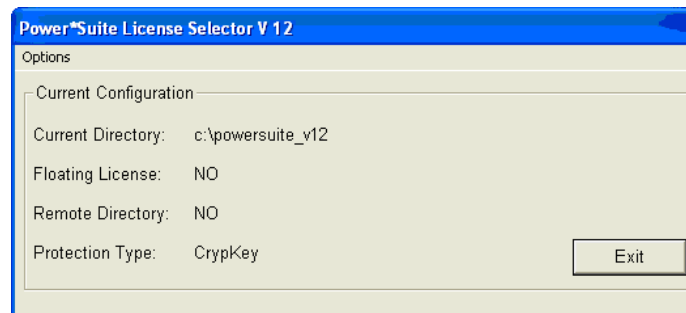 Power*Suite License Selector V 12
Options
Current Configuration
Current Directory: c:\powersuite_v12
Floating License: NO
Remote Directory: NO
Protection Type: CrypKey
Exit